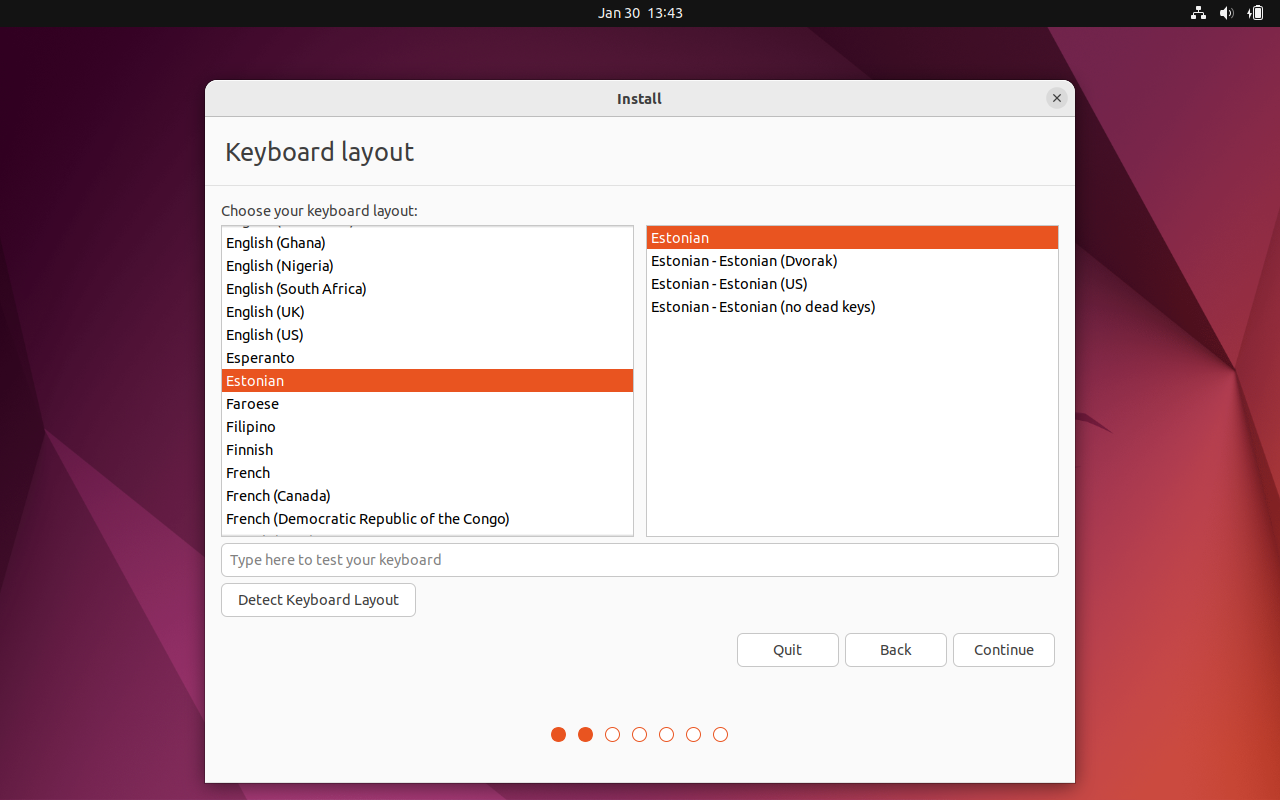 Jan 30 13:43
Install
Keyboard layout
Choose your keyboard layout:
English (Ghana)
English (Nigeria)
English (South Africa)
English (UK)
English (US)
Esperanto
Estonian
Faroese
Filipino
Finnish
French
French (Canada)
French (Democratic Republic of the Congo)
Estonian
Estonian - Estonian (Dvorak)
Estonian - Estonian (US)
Estonian - Estonian (no dead keys)
Type here to test your keyboard
Detect Keyboard Layout
Quit
Back
Continue